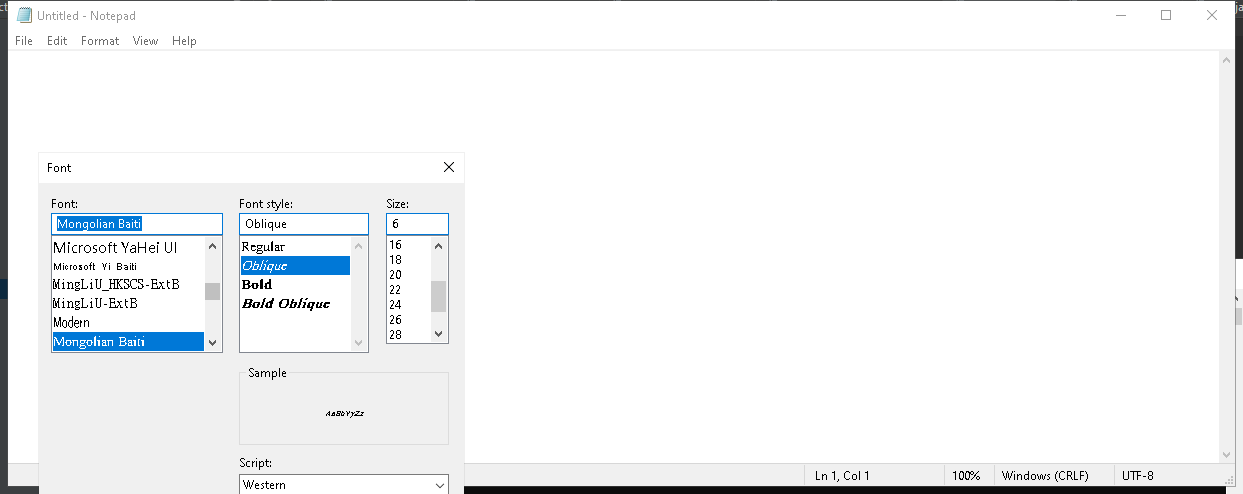 Untitled - Notepad
File Edit Format View Help
Font
Font: Font style: Size:
Mongolian Baiti Oblique 6
Microsoft YaHei UI Regular 16
Microsoft Yi Baiti Oblique 18
MingLiU_HKSCS-ExtB Bold 20
MingLiU-ExtB Bold Oblique 22
Modern 24
Mongolian Baiti 26
28
Sample
AaBbYyZz
Script:
Western
Ln 1, Col 1 100% Windows (CRLF) UTF-8